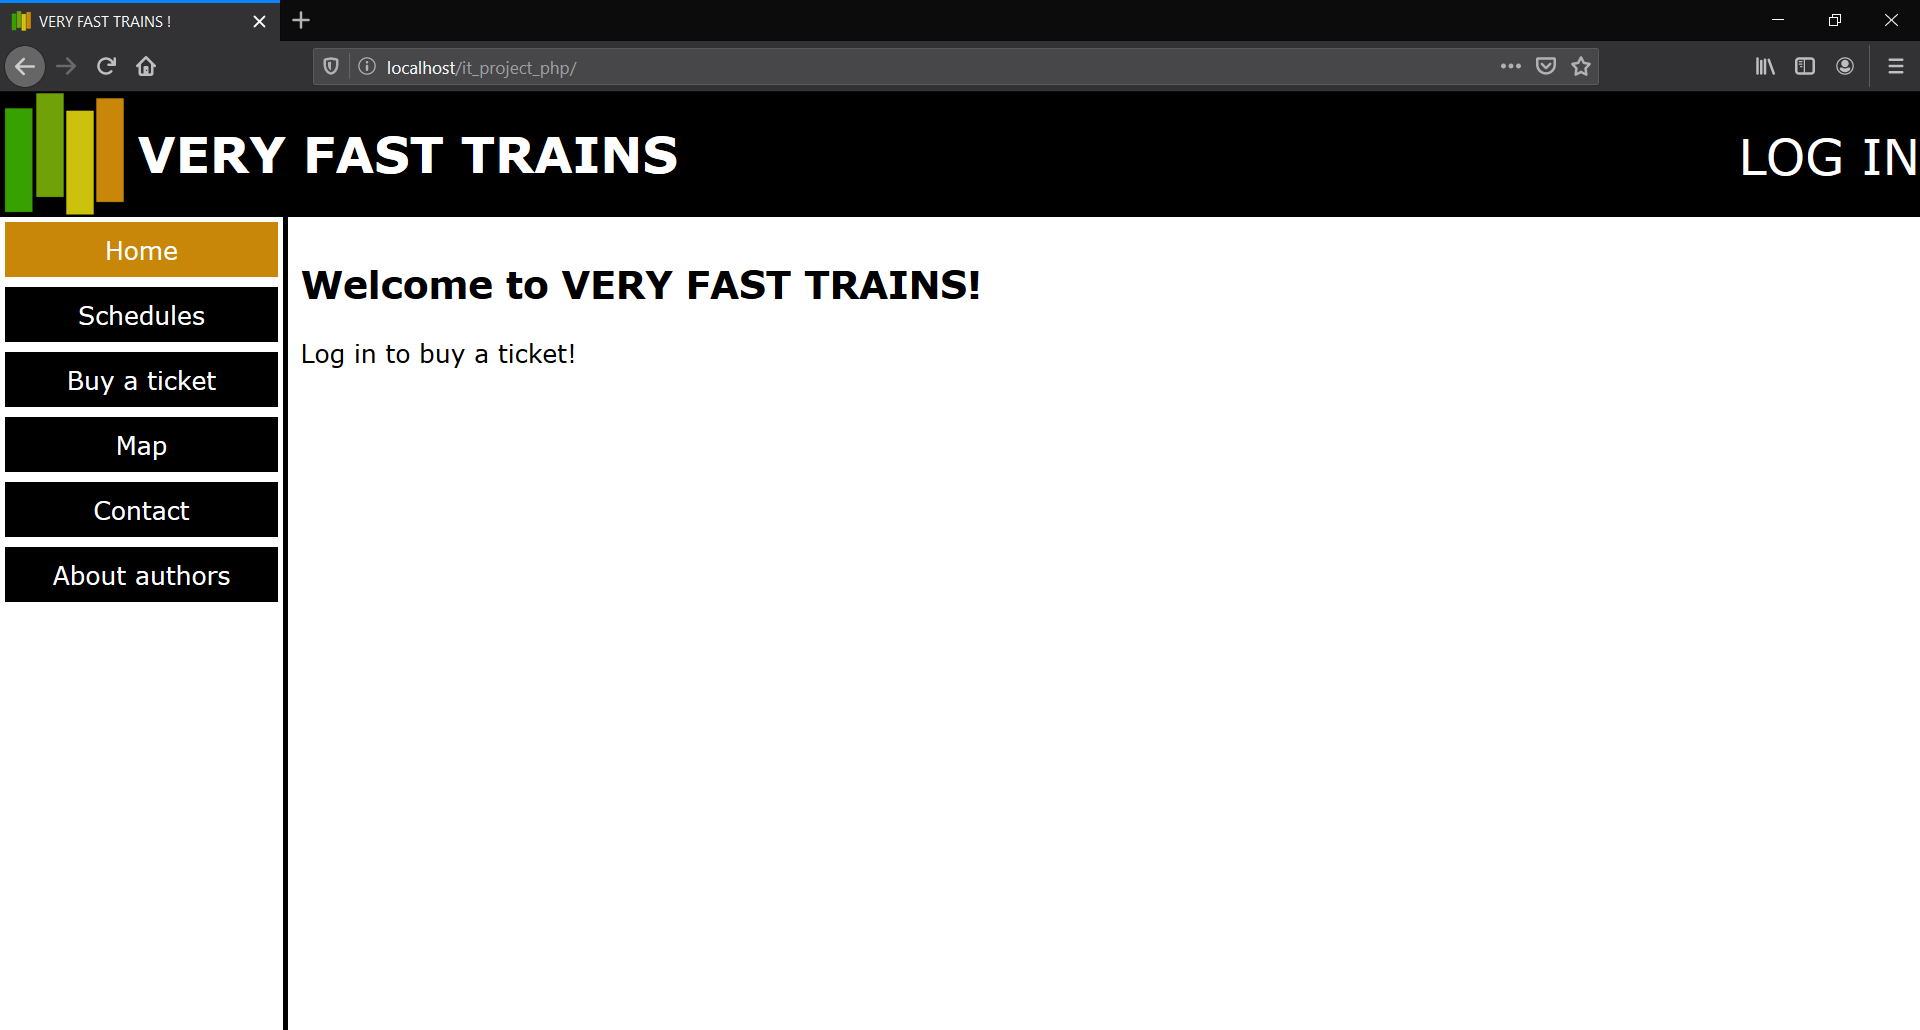 VERY FAST TRAINS !
localhost/it_project_php/
VERY FAST TRAINS
LOG IN
Home
Schedules
Buy a ticket
Map
Contact
About authors
Welcome to VERY FAST TRAINS!
Log in to buy a ticket!